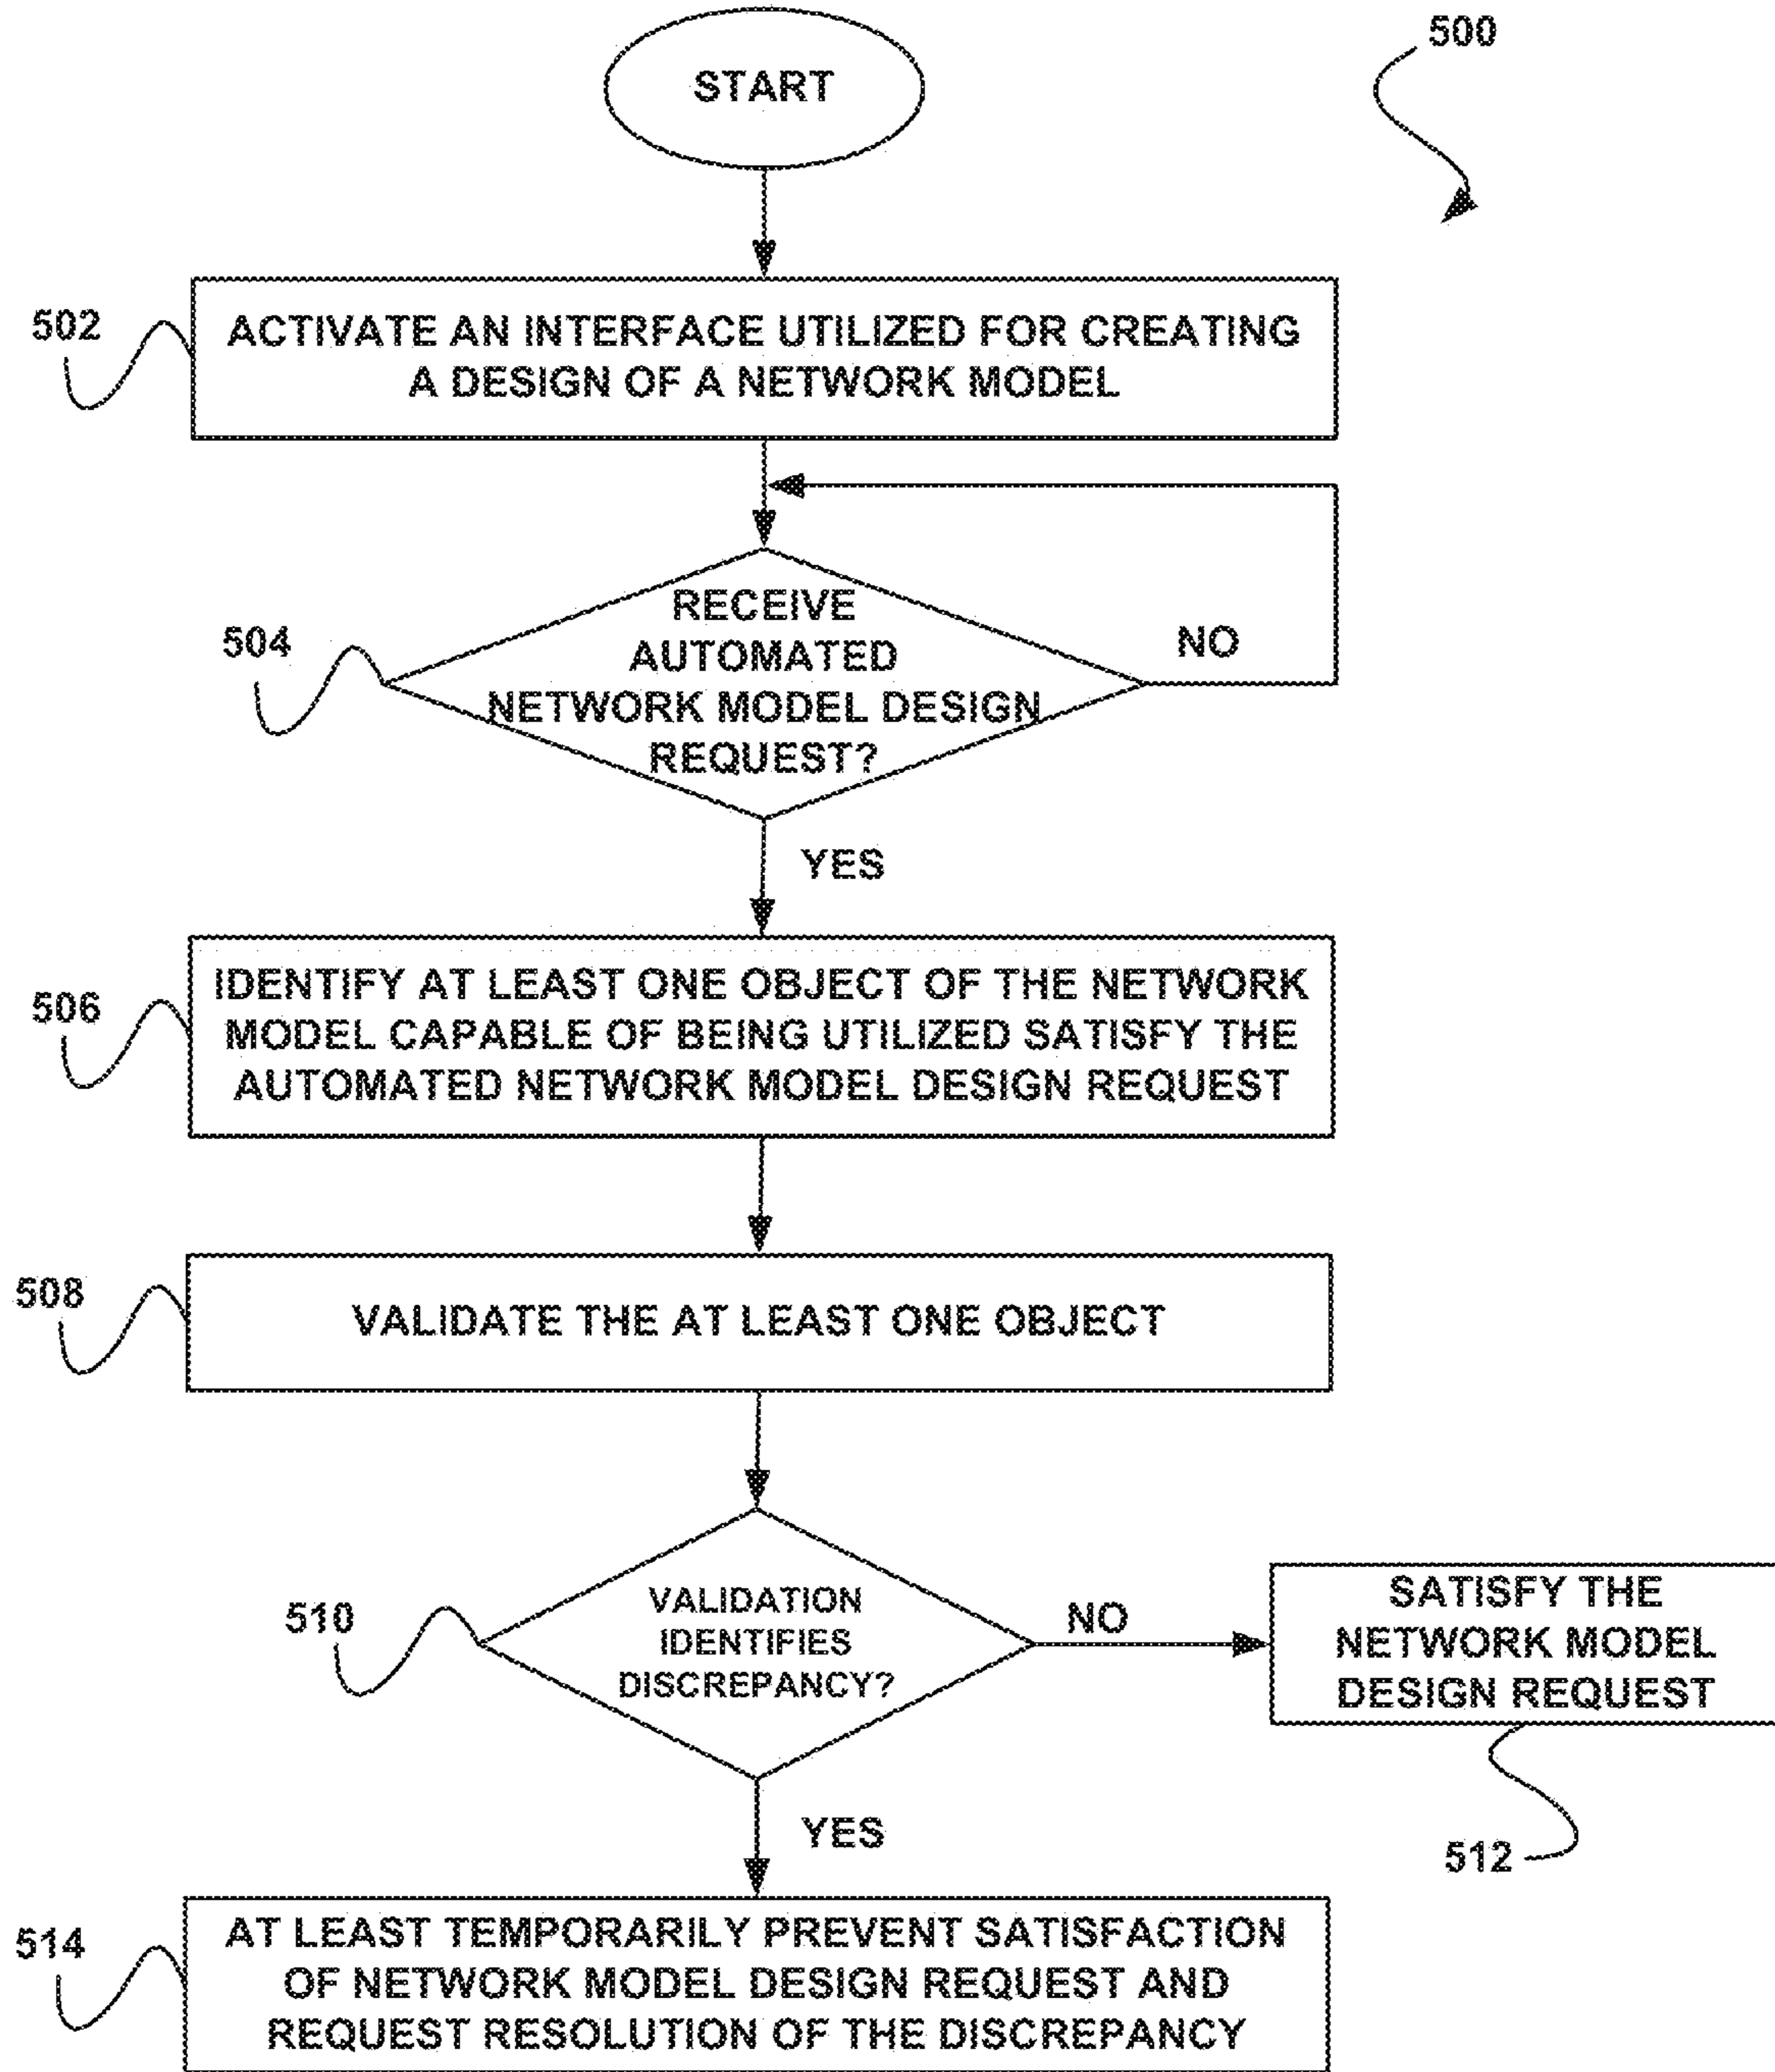 START
500
502
ACTIVATE AN INTERFACE UTILIZED FOR CREATING
A DESIGN OF A NETWORK MODEL
504
RECEIVE
AUTOMATED
NETWORK MODEL DESIGN
REQUEST?
NO
YES
506
IDENTIFY AT LEAST ONE OBJECT OF THE NETWORK
MODEL CAPABLE OF BEING UTILIZED SATISFY THE
AUTOMATED NETWORK MODEL DESIGN REQUEST
508
VALIDATE THE AT LEAST ONE OBJECT
510
VALIDATION
IDENTIFIES
DISCREPANCY?
NO
SATISFY THE
NETWORK MODEL
DESIGN REQUEST
512
YES
514
AT LEAST TEMPORARILY PREVENT SATISFACTION
OF NETWORK MODEL DESIGN REQUEST AND
REQUEST RESOLUTION OF THE DISCREPANCY